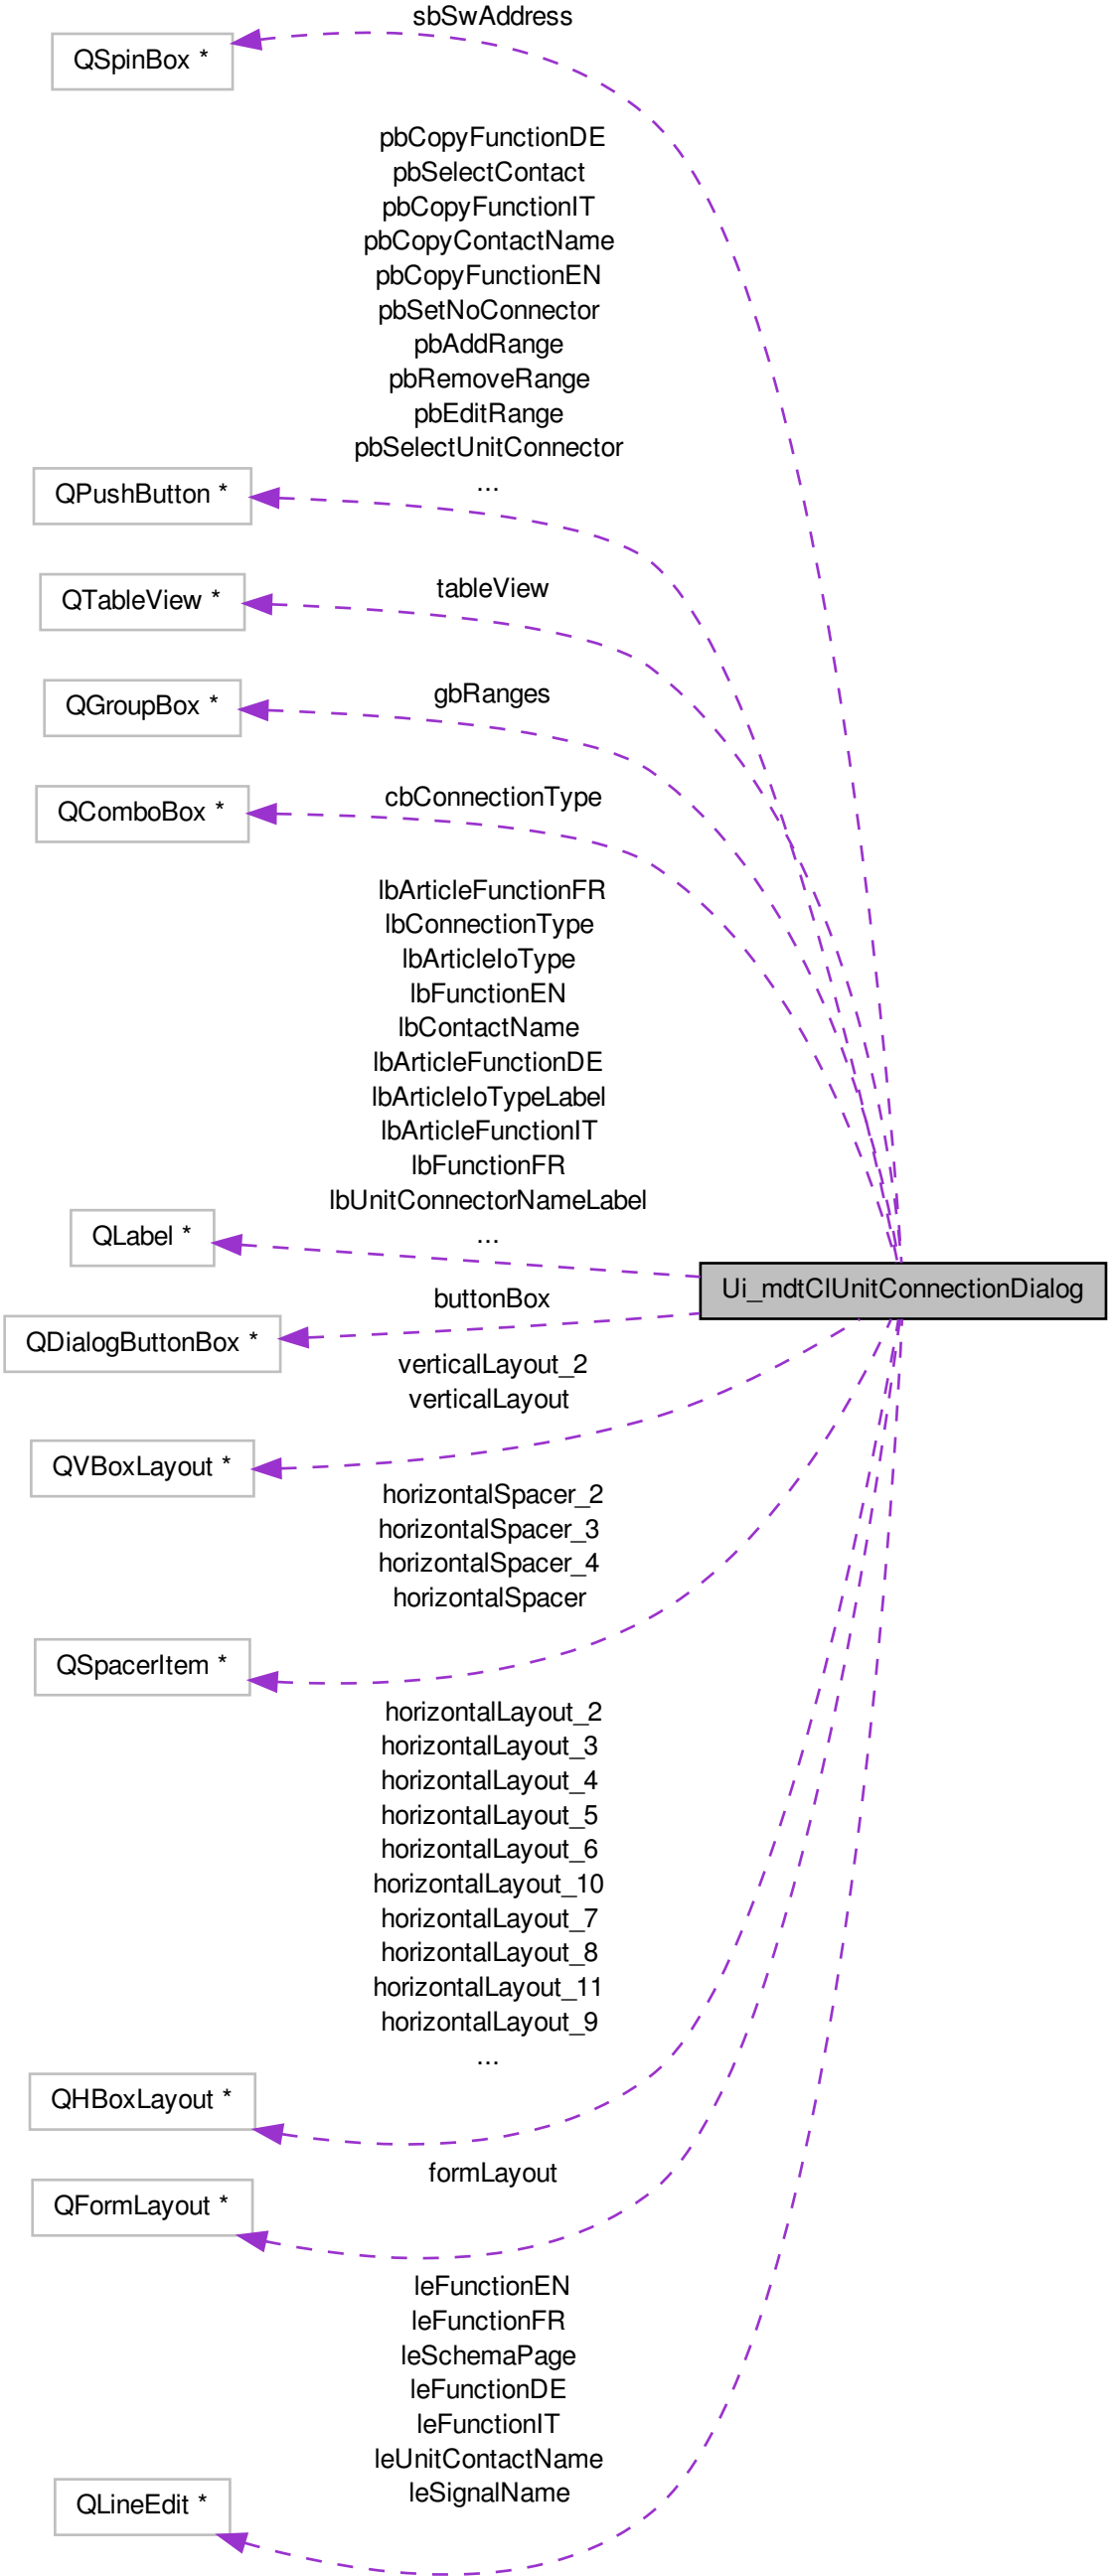 sbSwAddress
QSpinBox *
pbCopyFunctionDE
pbSelectContact
pbCopyFunctionIT
pbCopyContactName
pbCopyFunctionEN
pbSetNoConnector
pbAddRange
pbRemoveRange
pbEditRange
pbSelectUnitConnector
...
QPushButton *
tableView
QTableView *
gbRanges
QGroupBox *
cbConnectionType
QComboBox *
lbArticleFunctionFR
lbConnectionType
lbArticleIoType
lbFunctionEN
lbContactName
lbArticleFunctionDE
lbArticleIoTypeLabel
lbArticleFunctionIT
lbFunctionFR
lbUnitConnectorNameLabel
...
QLabel *
Ui_mdtClUnitConnectionDialog
buttonBox
QDialogButtonBox *
verticalLayout_2
verticalLayout
QVBoxLayout *
horizontalSpacer_2
horizontalSpacer_3
horizontalSpacer_4
horizontalSpacer
QSpacerItem *
horizontalLayout_2
horizontalLayout_3
horizontalLayout_4
horizontalLayout_5
horizontalLayout_6
horizontalLayout_10
horizontalLayout_7
horizontalLayout_8
horizontalLayout_11
horizontalLayout_9
...
QHBoxLayout *
formLayout
QFormLayout *
leFunctionEN
leFunctionFR
leSchemaPage
leFunctionDE
leFunctionIT
leUnitContactName
leSignalName
QLineEdit *